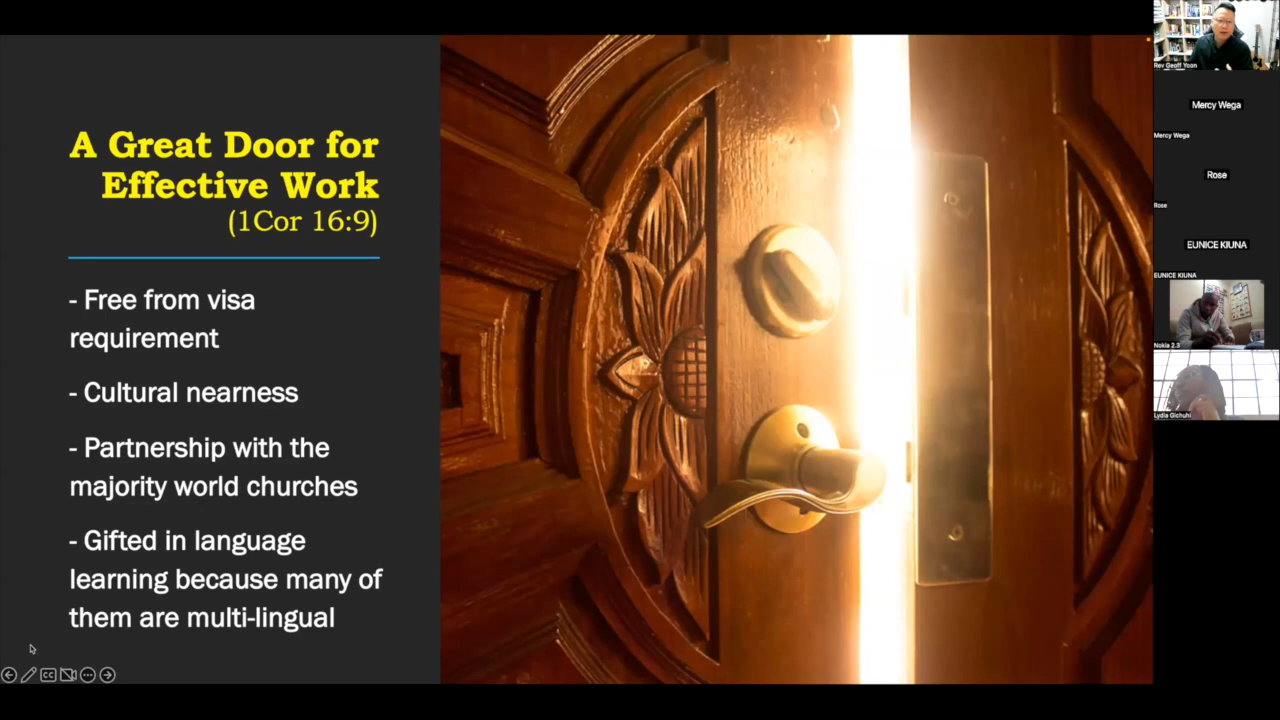 A Great Door for
Effective Work
(1Cor 16:9)
- Free from visa
requirement
- Cultural nearness
- Partnership with the
majority world churches
- Gifted in language
learning because many of
them are multi-lingual
CC
Rev Geoff Yoon
Mercy Wega
Mercy Wega
Rose
Rose
EUNICE KIUNA
EUNICE KIUNA
Nokia 2.3
Lydia Gichuhi